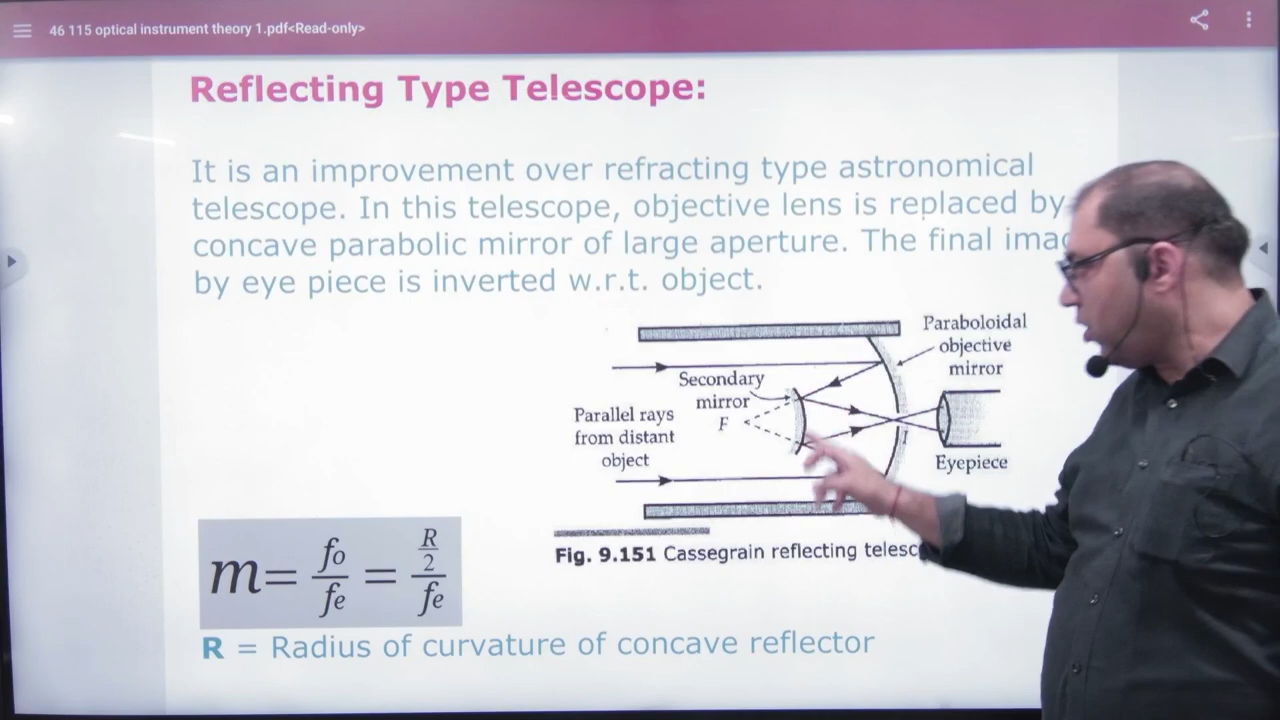 46 115 optical instrument theory 1.pdf<Read-only>
Reflecting Type Telescope:
It is an improvement over refracting type astronomical
telescope. In this telescope, objective lens is replaced by
concave parabolic mirror of large aperture. The final
by eye piece is inverted w.r.t. object.
Paraboloidal
objective
mirror
Secondary
mirror
F
Parallel rays
from distant
object
Eyepiece
Fig. 9.151 Cassegrain reflecting
m= fo/fe = (R/2)/fe
R = Radius of curvature of concave reflector